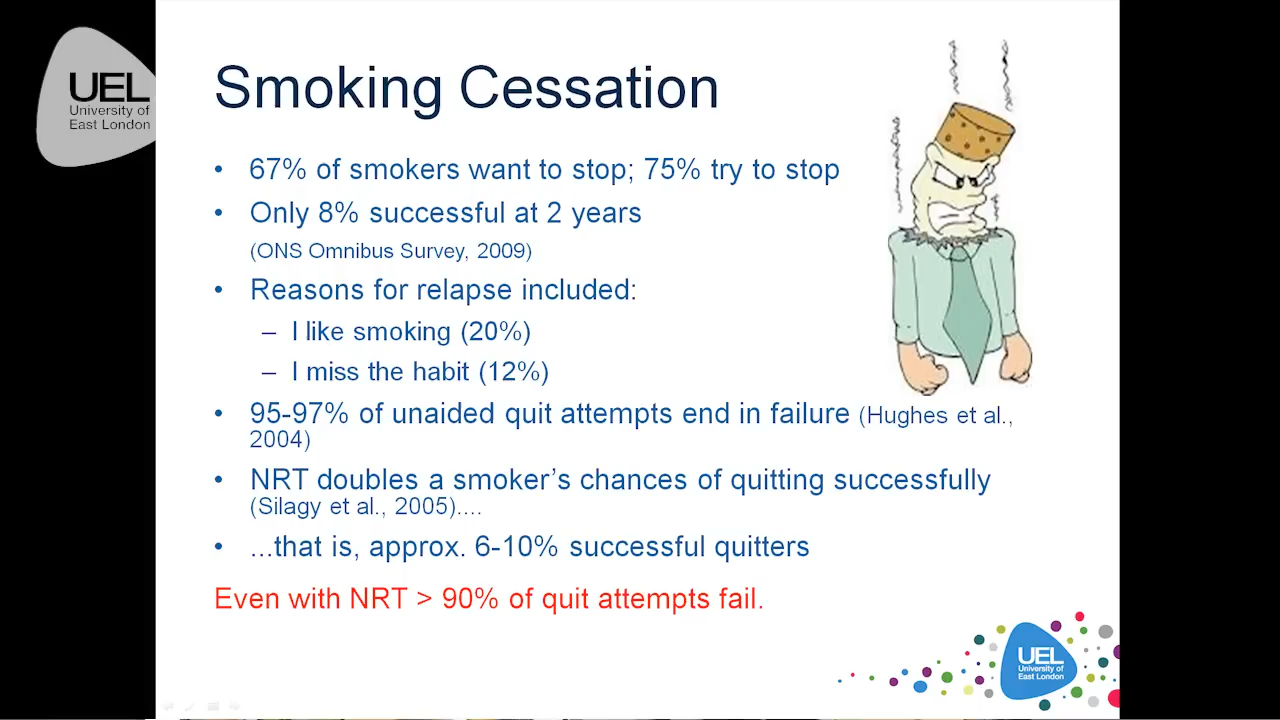 UEL
University of
East London
Smoking Cessation
• 67% of smokers want to stop; 75% try to stop
• Only 8% successful at 2 years
(ONS Omnibus Survey, 2009)
• Reasons for relapse included:
– I like smoking (20%)
– I miss the habit (12%)
• 95-97% of unaided quit attempts end in failure (Hughes et al.,
2004)
• NRT doubles a smoker’s chances of quitting successfully
(Silagy et al., 2005)....
• ...that is, approx. 6-10% successful quitters
Even with NRT > 90% of quit attempts fail.
UEL
University of
East London